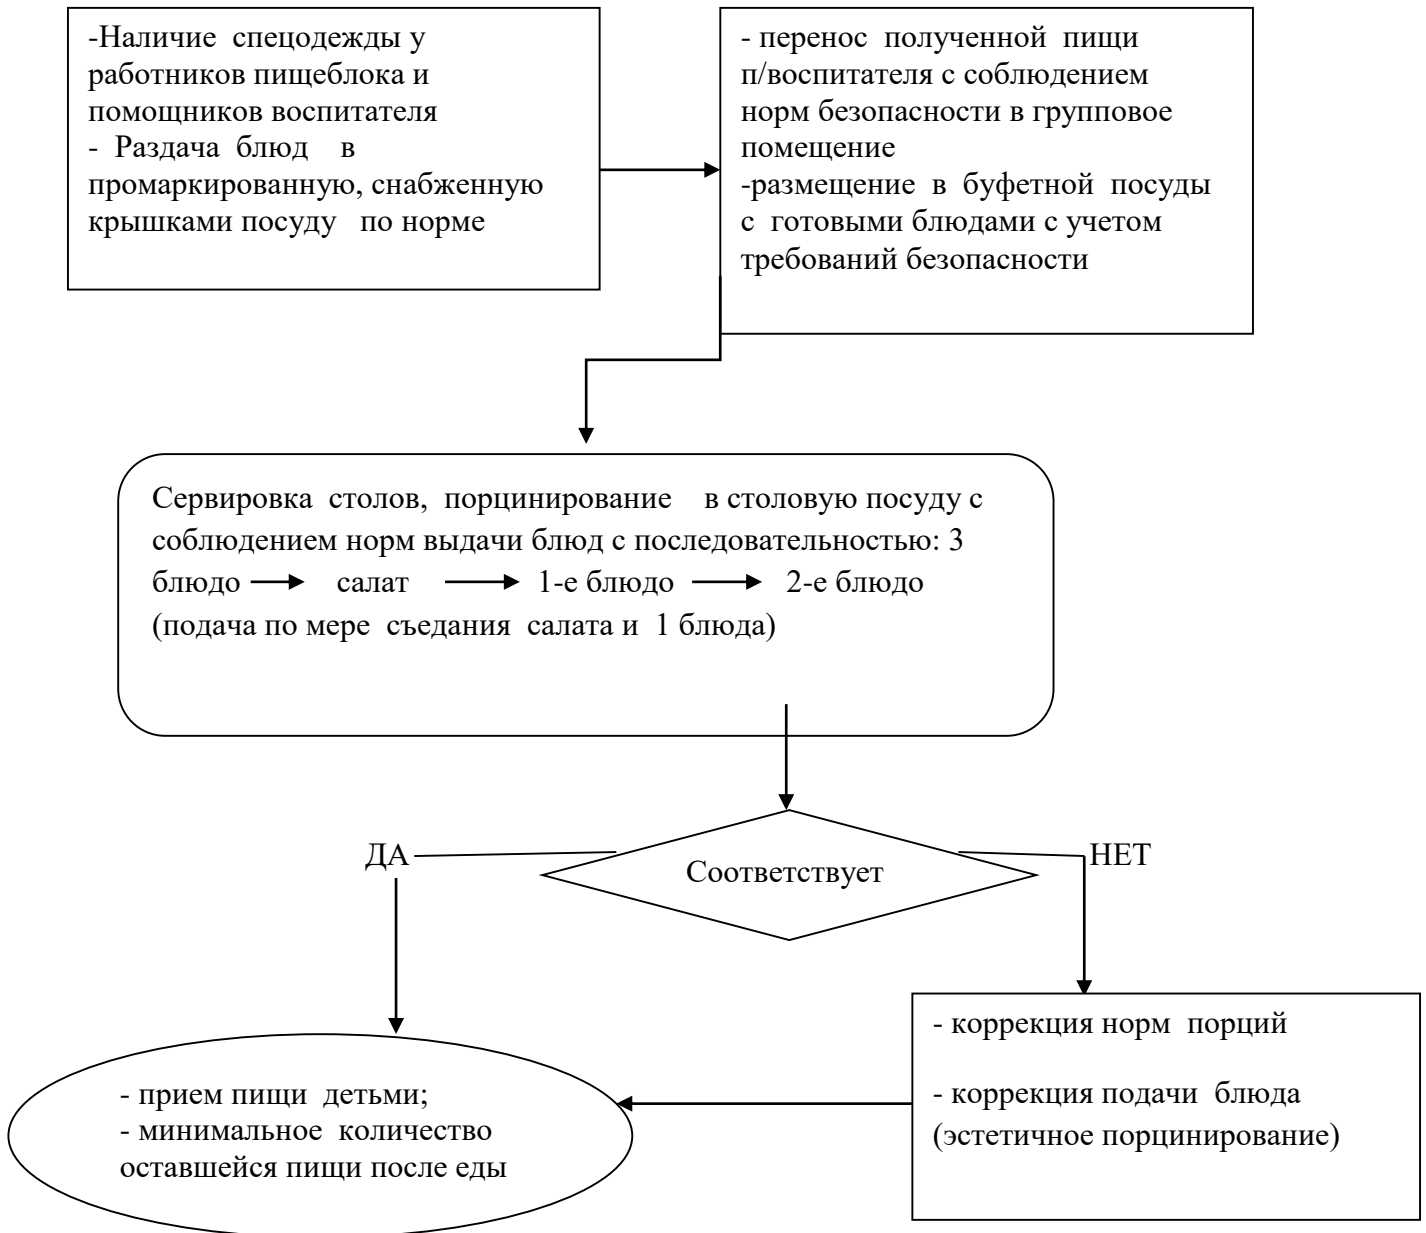 -Наличие спецодежды у
работников пищеблока и
помощников воспитателя
- Раздача блюд в
промаркированную, снабженную
крышками посуду по норме
- перенос полученной пищи
п/воспитателя с соблюдением
норм безопасности в групповое
помещение
-размещение в буфетной посуды
с готовыми блюдами с учетом
требований безопасности
Сервировка столов, порцинирование в столовую посуду с
соблюдением норм выдачи блюд с последовательностью: 3
блюдо салат 1-е блюдо 2-е блюдо
(подача по мере съедания салата и 1 блюда)
ДА
Соответствует
НЕТ
- коррекция норм порций
- коррекция подачи блюда
(эстетичное порцинирование)
- прием пищи детьми;
- минимальное количество
оставшейся пищи после еды